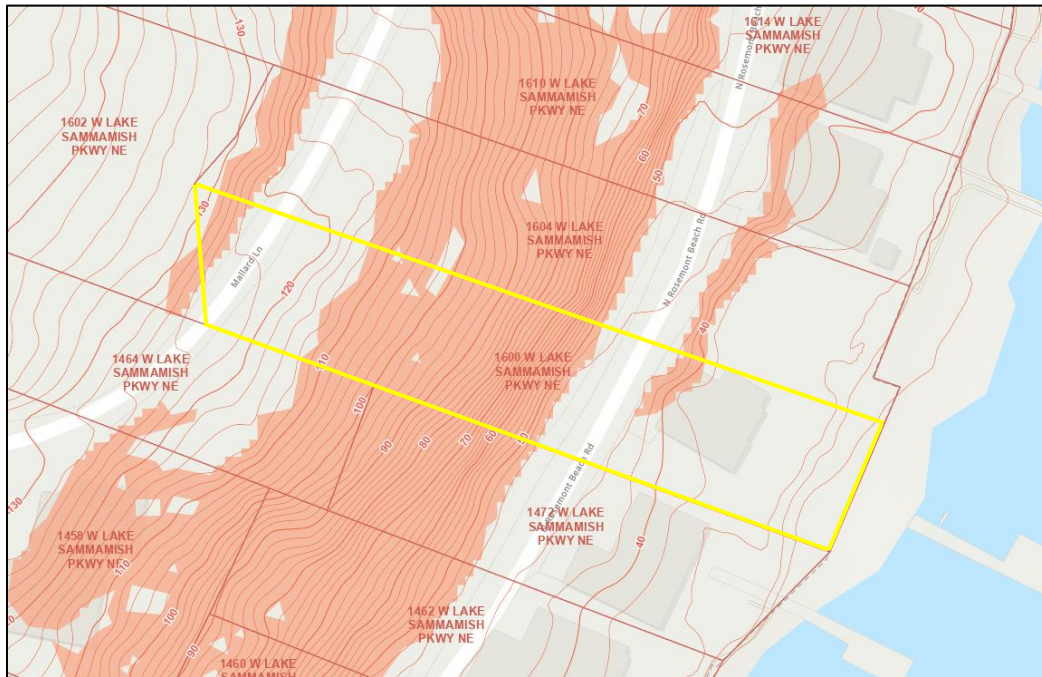 130
1614 W LAKE
SAMMAMISH
PKWY NE
N Rosemont Beach
1610 W LAKE
SAMMAMISH
PKWY NE
70
1602 W LAKE
SAMMAMISH
PKWY NE
60
50
130
1604 W LAKE
SAMMAMISH
PKWY NE
N Rosemont Beach Rd
Mallard Ln
120
40
110
1600 W LAKE
SAMMAMISH
PKWY NE
1464 W LAKE
SAMMAMISH
PKWY NE
100
90
80
70
60
50
Rosemont Beach Rd
130
1472 W LAKE
SAMMAMISH
PKWY NE
40
1458 W LAKE
SAMMAMISH
PKWY NE
110
100
1462 W LAKE
SAMMAMISH
PKWY NE
90
1460 W LAKE
SAMMAMISH